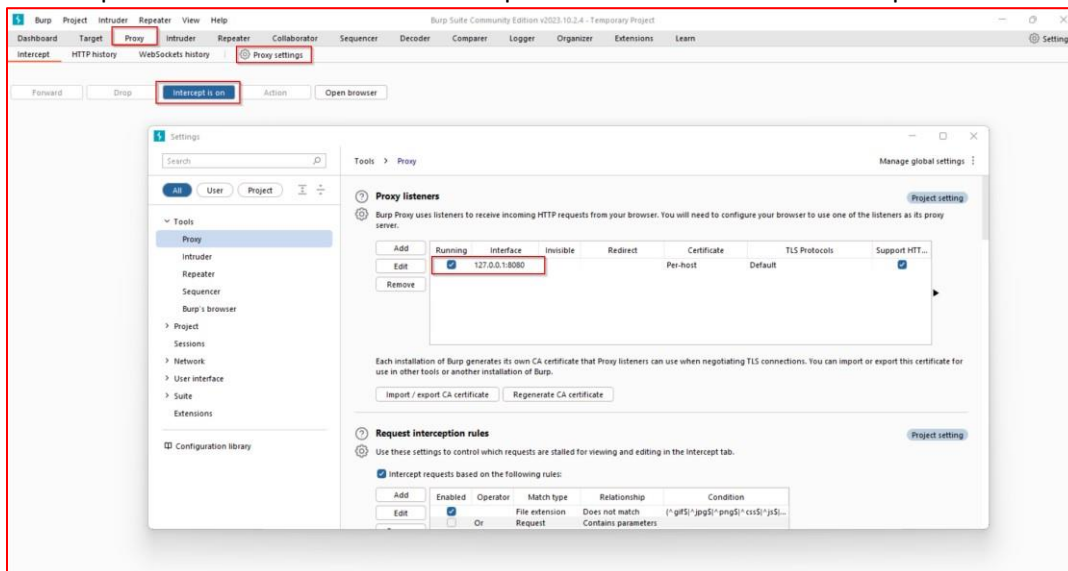 Burp Project Intruder Repeater View Help Burp Suite Community Edition v2023.10.2.4 - Temporary Project
Dashboard Target Proxy Intruder Repeater Collaborator Sequencer Decoder Comparer Logger Organizer Extensions Learn Setting
Intercept HTTP history WebSockets history Proxy settings
Forward Drop Intercept is on Action Open browser
Settings
Search Tools > Proxy Manage global settings
All User Project
Proxy listeners Project setting
Burp Proxy uses listeners to receive incoming HTTP requests from your browser. You will need to configure your browser to use one of the listeners as its proxy
server.
Tools
Proxy
Intruder
Repeater
Sequencer
Burp's browser
Project
Sessions
Network
User interface
Suite
Extensions
Configuration library
Add Running Interface Invisible Redirect Certificate TLS Protocols Support HTT...
Edit 127.0.0.1:8080 Per-host Default
Remove
Each installation of Burp generates its own CA certificate that Proxy listeners can use when negotiating TLS connections. You can import or export this certificate for
use in other tools or another installation of Burp.
Import / export CA certificate Regenerate CA certificate
Request interception rules Project setting
Use these settings to control which requests are stalled for viewing and editing in the Intercept tab.
Intercept requests based on the following rules:
Add Enabled Operator Match type Relationship Condition
Edit File extension Does not match (^gif$|^jpg$|^png$|^css$|^js$|...
Or Request Contains parameters